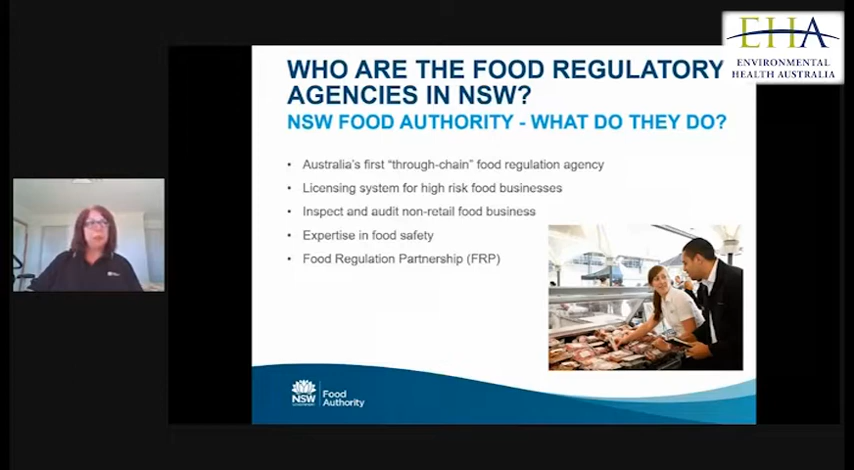 EHA
ENVIRONMENTAL
HEALTH AUSTRALIA
WHO ARE THE FOOD REGULATORY
AGENCIES IN NSW?
NSW FOOD AUTHORITY - WHAT DO THEY DO?
• Australia's first "through-chain" food regulation agency
• Licensing system for high risk food businesses
• Inspect and audit non-retail food business
• Expertise in food safety
• Food Regulation Partnership (FRP)
NSW
Food
Authority